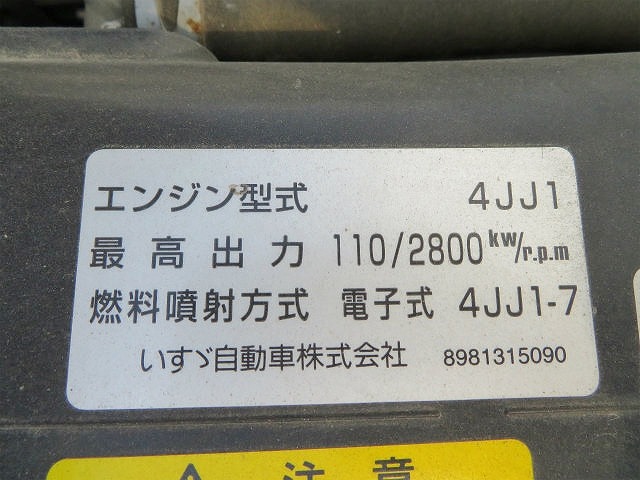 エンジン型式 4JJ1
最高出力 110/2800 kw/r.p.m
燃料噴射方式 電子式 4JJ1-7
いすゞ自動車株式会社 8981315090
注意